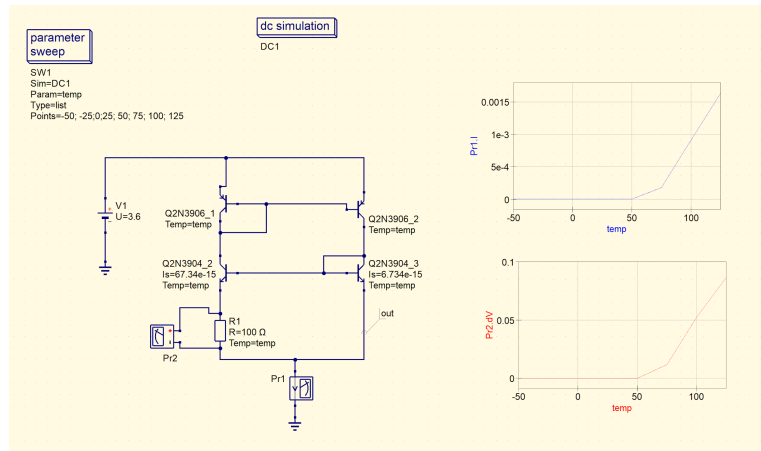 parameter
sweep
SW1
Sim=DC1
Param=temp
Type=list
Points=-50; -25;0;25; 50; 75; 100; 125
dc simulation
DC1
V1
U=3.6
Q2N3906_1
Temp=temp
Q2N3906_2
Temp=temp
Q2N3904_2
Is=67.34e-15
Temp=temp
Q2N3904_3
Is=6.734e-15
Temp=temp
R1
R=100 Ω
Temp=temp
Pr2
out
Pr1
0.0015
1e-3
5e-4
0
Pr1.I
-50 0 50 100
temp
0.1
0.05
0
Pr2.dV
-50 0 50 100
temp